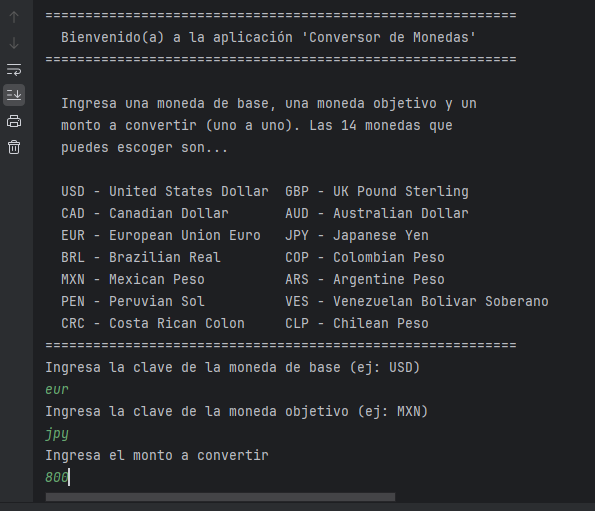 ===========================================================
Bienvenido(a) a la aplicación 'Conversor de Monedas'
===========================================================
Ingresa una moneda de base, una moneda objetivo y un
monto a convertir (uno a uno). Las 14 monedas que
puedes escoger son...
USD - United States Dollar  GBP - UK Pound Sterling
CAD - Canadian Dollar       AUD - Australian Dollar
EUR - European Union Euro   JPY - Japanese Yen
BRL - Brazilian Real        COP - Colombian Peso
MXN - Mexican Peso          ARS - Argentine Peso
PEN - Peruvian Sol          VES - Venezuelan Bolivar Soberano
CRC - Costa Rican Colon     CLP - Chilean Peso
===========================================================
Ingresa la clave de la moneda de base (ej: USD)
eur
Ingresa la clave de la moneda objetivo (ej: MXN)
jpy
Ingresa el monto a convertir
800